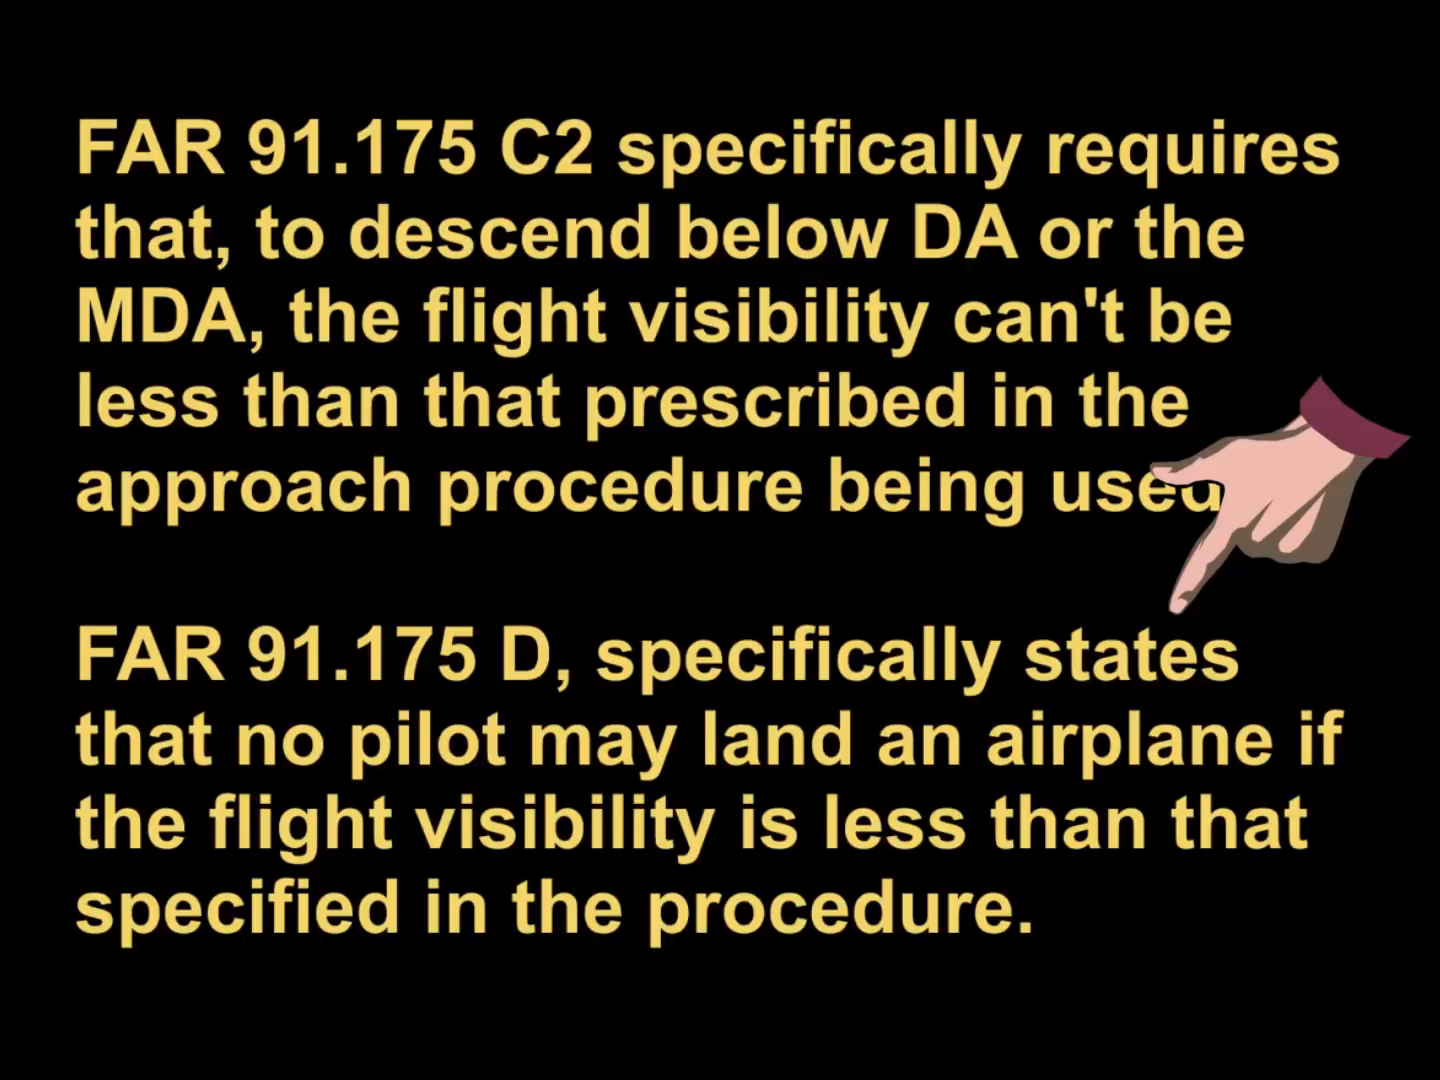 FAR 91.175 C2 specifically requires
that, to descend below DA or the
MDA, the flight visibility can't be
less than that prescribed in the
approach procedure being used
FAR 91.175 D, specifically states
that no pilot may land an airplane if
the flight visibility is less than that
specified in the procedure.